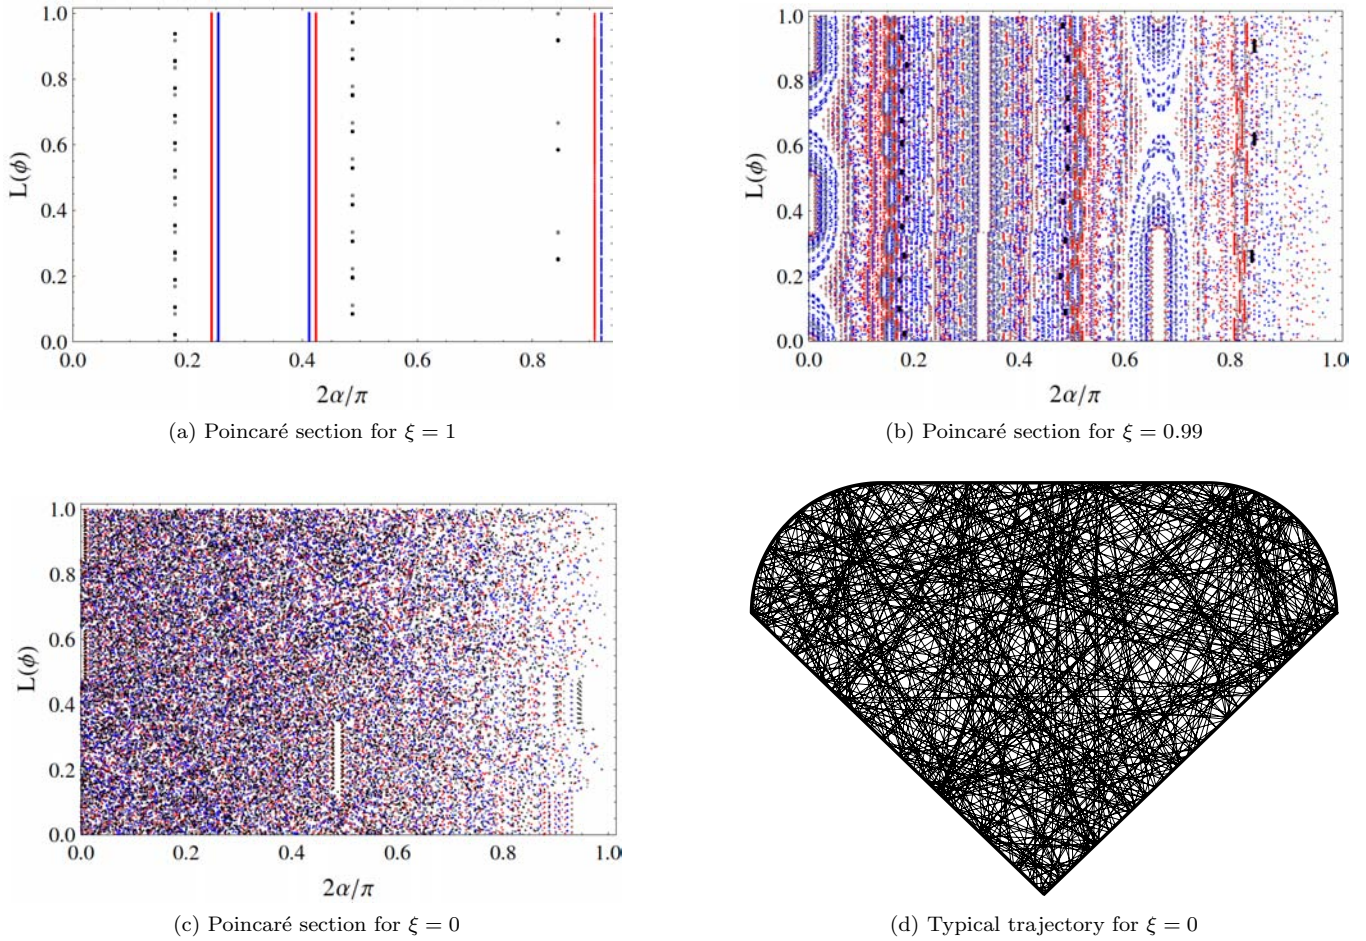 1.0
0.8
0.6
0.4
0.2
0.0
L(ϕ)
0.0 0.2 0.4 0.6 0.8
2α/π
(a) Poincaré section for ξ = 1
1.0
0.8
0.6
0.4
0.2
0.0
L(ϕ)
0.0 0.2 0.4 0.6 0.8 1.0
2α/π
(b) Poincaré section for ξ = 0.99
1.0
0.8
0.6
0.4
0.2
0.0
L(ϕ)
0.0 0.2 0.4 0.6 0.8 1.0
2α/π
(c) Poincaré section for ξ = 0
(d) Typical trajectory for ξ = 0